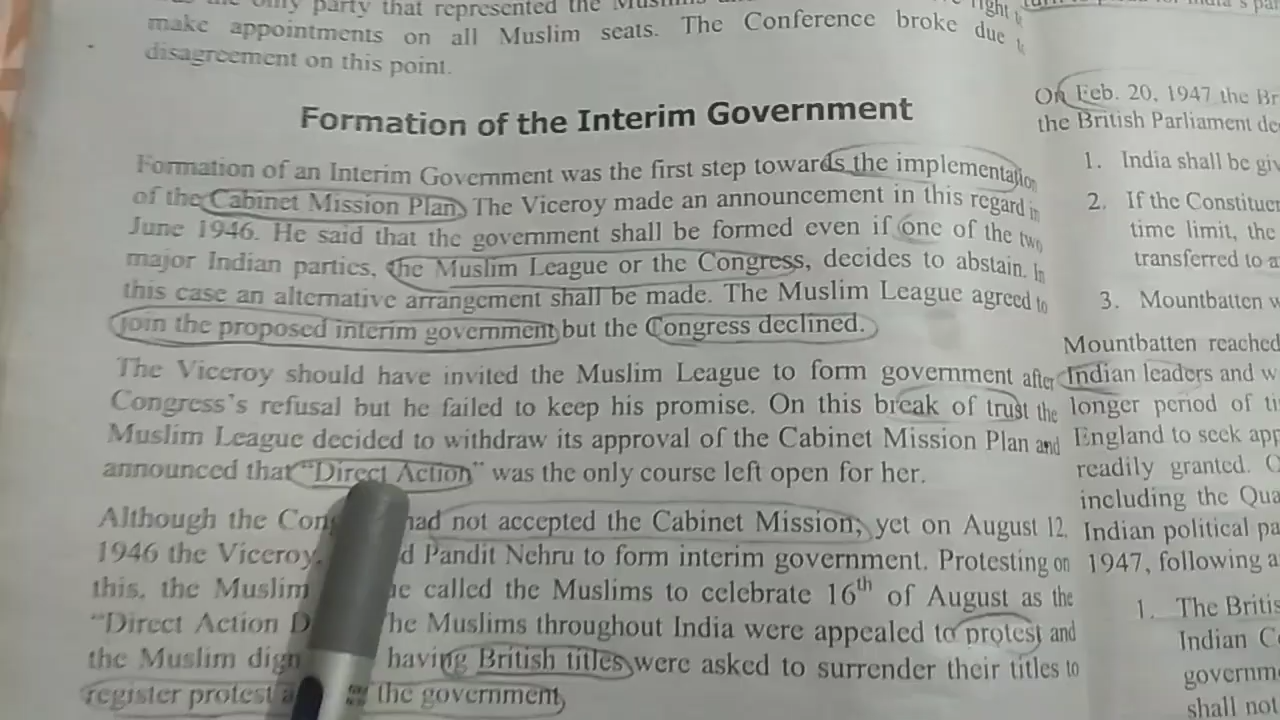 only party that represented the
make appointments on all Muslim seats. The Conference broke due
disagreement on this point.
Formation of the Interim Government
Formation of an Interim Government was the first step towards the implementation
of the Cabinet Mission Plan. The Viceroy made an announcement in this regard in
June 1946. He said that the government shall be formed even if one of the two
major Indian parties, the Muslim League or the Congress, decides to abstain. In
this case an alternative arrangement shall be made. The Muslim League agreed to
join the proposed interim government but the Congress declined.
The Viceroy should have invited the Muslim League to form government after
Congress's refusal but he failed to keep his promise. On this break of trust the
Muslim League decided to withdraw its approval of the Cabinet Mission Plan and
announced that "Direct Action" was the only course left open for her.
Although the had not accepted the Cabinet Mission, yet on August 12,
1946 the Viceroy Pandit Nehru to form interim government. Protesting on
this, the Muslim called the Muslims to celebrate 16th of August as the
"Direct Action Muslims throughout India were appealed to protest and
the Muslim having British titles were asked to surrender their titles to
register protest the government
On Feb. 20, 1947 the
the British Parliament
1. India shall be
2. If the
time limit, the
transferred to
3. Mountbatten
Mountbatten reached
Indian leaders and
longer period of
England to seek
readily granted.
including the
Indian political
1947, following
1. The
Indian
shall not